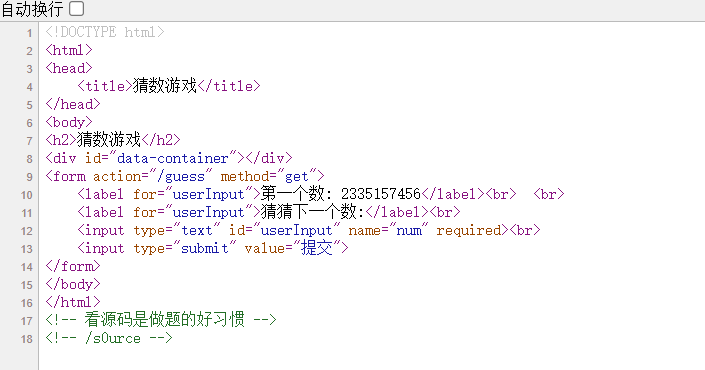 自动换行
1 <!DOCTYPE html>
2 <html>
3 <head>
4     <title>猜数游戏</title>
5 </head>
6 <body>
7 <h2>猜数游戏</h2>
8 <div id="data-container"></div>
9 <form action="/guess" method="get">
10     <label for="userInput">第一个数: 2335157456</label><br>  <br>
11     <label for="userInput">猜猜下一个数:</label><br>
12     <input type="text" id="userInput" name="num" required><br>
13     <input type="submit" value="提交">
14 </form>
15 </body>
16 </html>
17 <!-- 看源码是做题的好习惯 -->
18 <!-- /s0urce -->